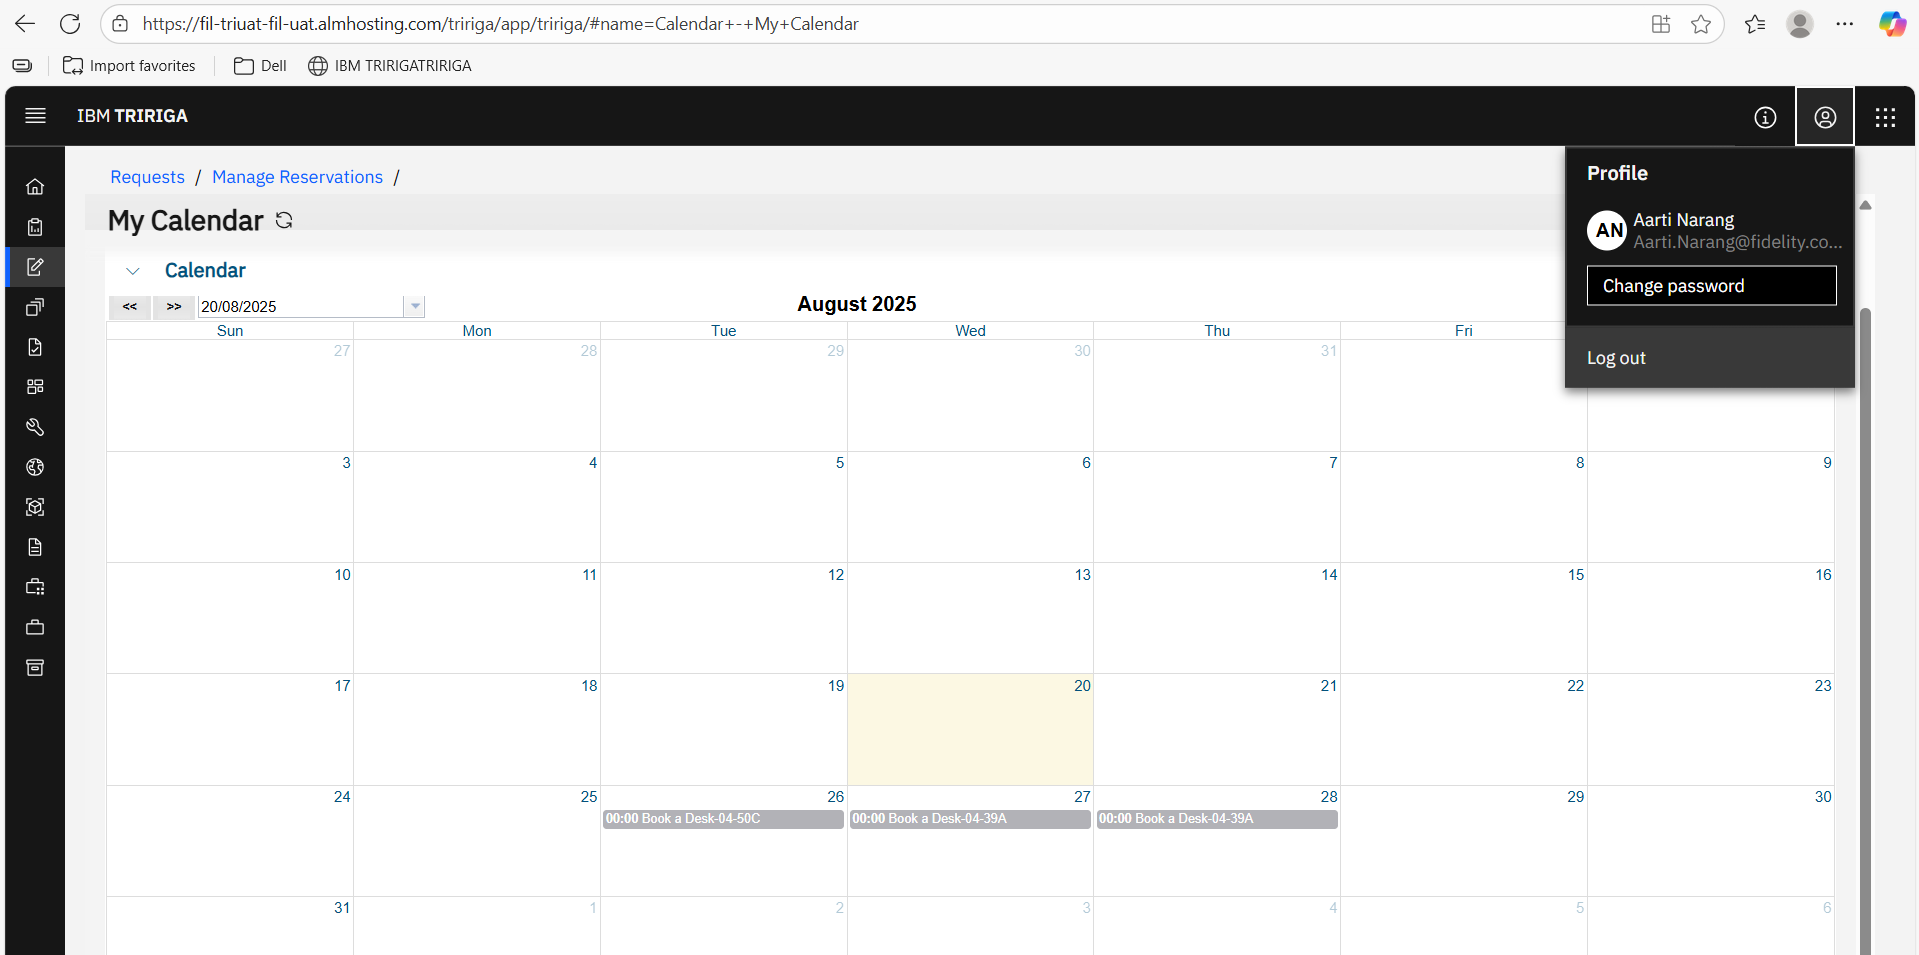 https://fil-triuat-fil-uat.almhosting.com/tririga/app/tririga/#name=Calendar+-+My+Calendar
Import favorites
Dell
IBM TRIRIGATRIRIGA
IBM TRIRIGA
Requests / Manage Reservations /
My Calendar
Profile
AN
Aarti Narang
Aarti.Narang@fidelity.co...
Change password
Log out
Calendar
<< >> 20/08/2025
August 2025
Sun Mon Tue Wed Thu Fri
27 28 29 30 31
3 4 5 6 7 8 9
10 11 12 13 14 15 16
17 18 19 20 21 22 23
24 25 26 27 28 29 30
00:00 Book a Desk-04-50C
00:00 Book a Desk-04-39A
00:00 Book a Desk-04-39A
31 1 2 3 4 5 6